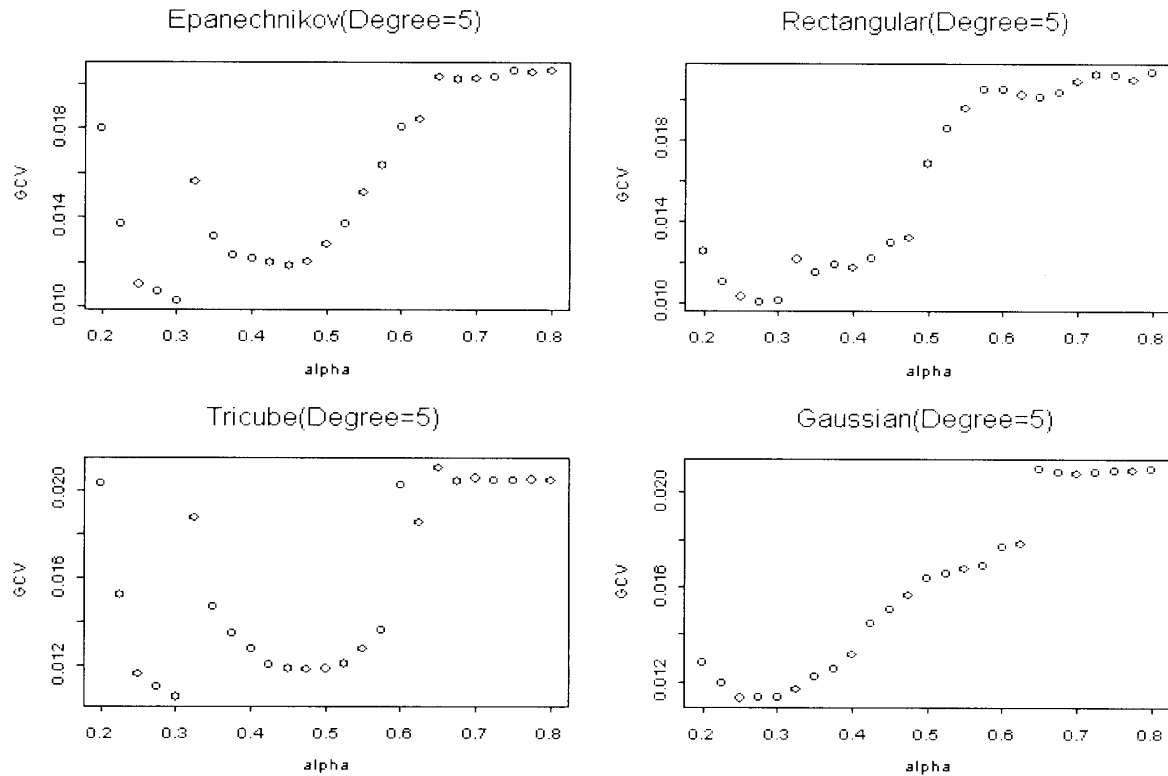 Epanechnikov(Degree=5)
GCV
0.018
0.014
0.010
0.2 0.3 0.4 0.5 0.6 0.7 0.8
alpha
Rectangular(Degree=5)
GCV
0.018
0.014
0.010
0.2 0.3 0.4 0.5 0.6 0.7 0.8
alpha
Tricube(Degree=5)
GCV
0.020
0.016
0.012
0.2 0.3 0.4 0.5 0.6 0.7 0.8
alpha
Gaussian(Degree=5)
GCV
0.020
0.016
0.012
0.2 0.3 0.4 0.5 0.6 0.7 0.8
alpha